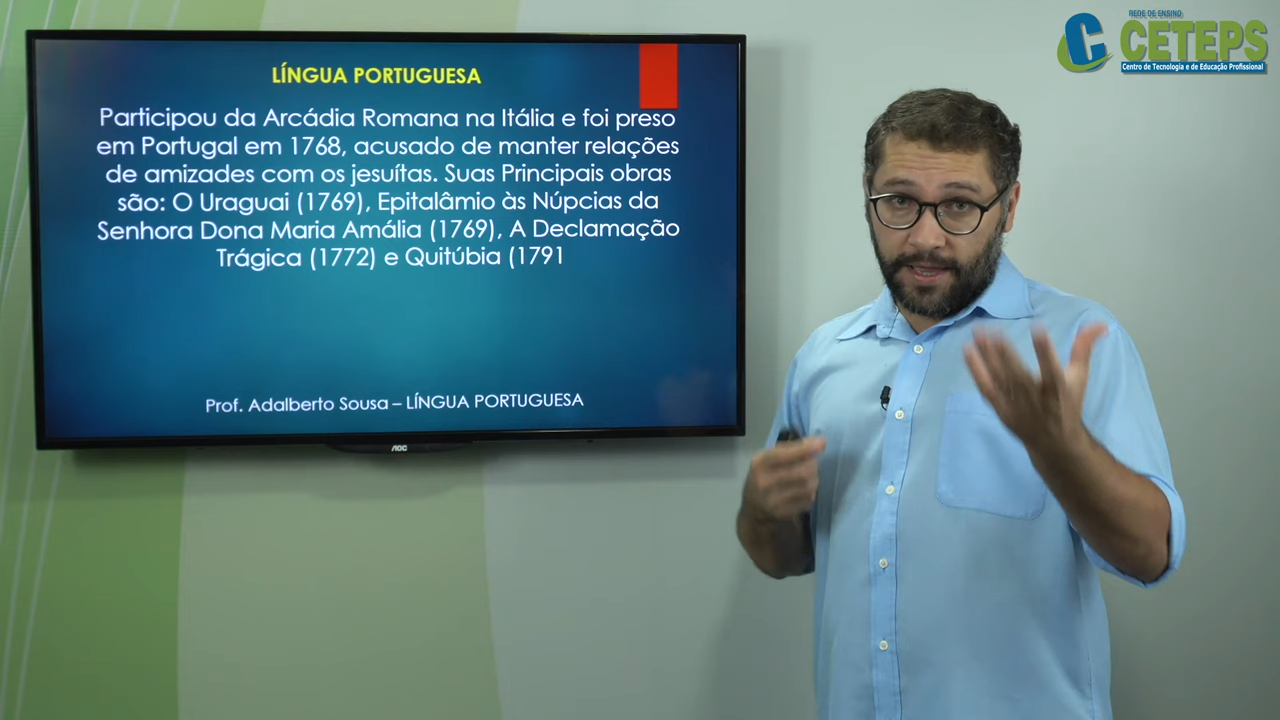 LÍNGUA PORTUGUESA
Participou da Arcádia Romana na Itália e foi preso
em Portugal em 1768, acusado de manter relações
de amizades com os jesuítas. Suas Principais obras
são: O Uraguai (1769), Epitalâmio às Núpcias da
Senhora Dona Maria Amália (1769), A Declamação
Trágica (1772) e Quitúbia (1791
Prof. Adalberto Sousa – LÍNGUA PORTUGUESA
AOC
REDE DE ENSINO
CETEPS
Centro de Tecnologia e de Educação Profissional